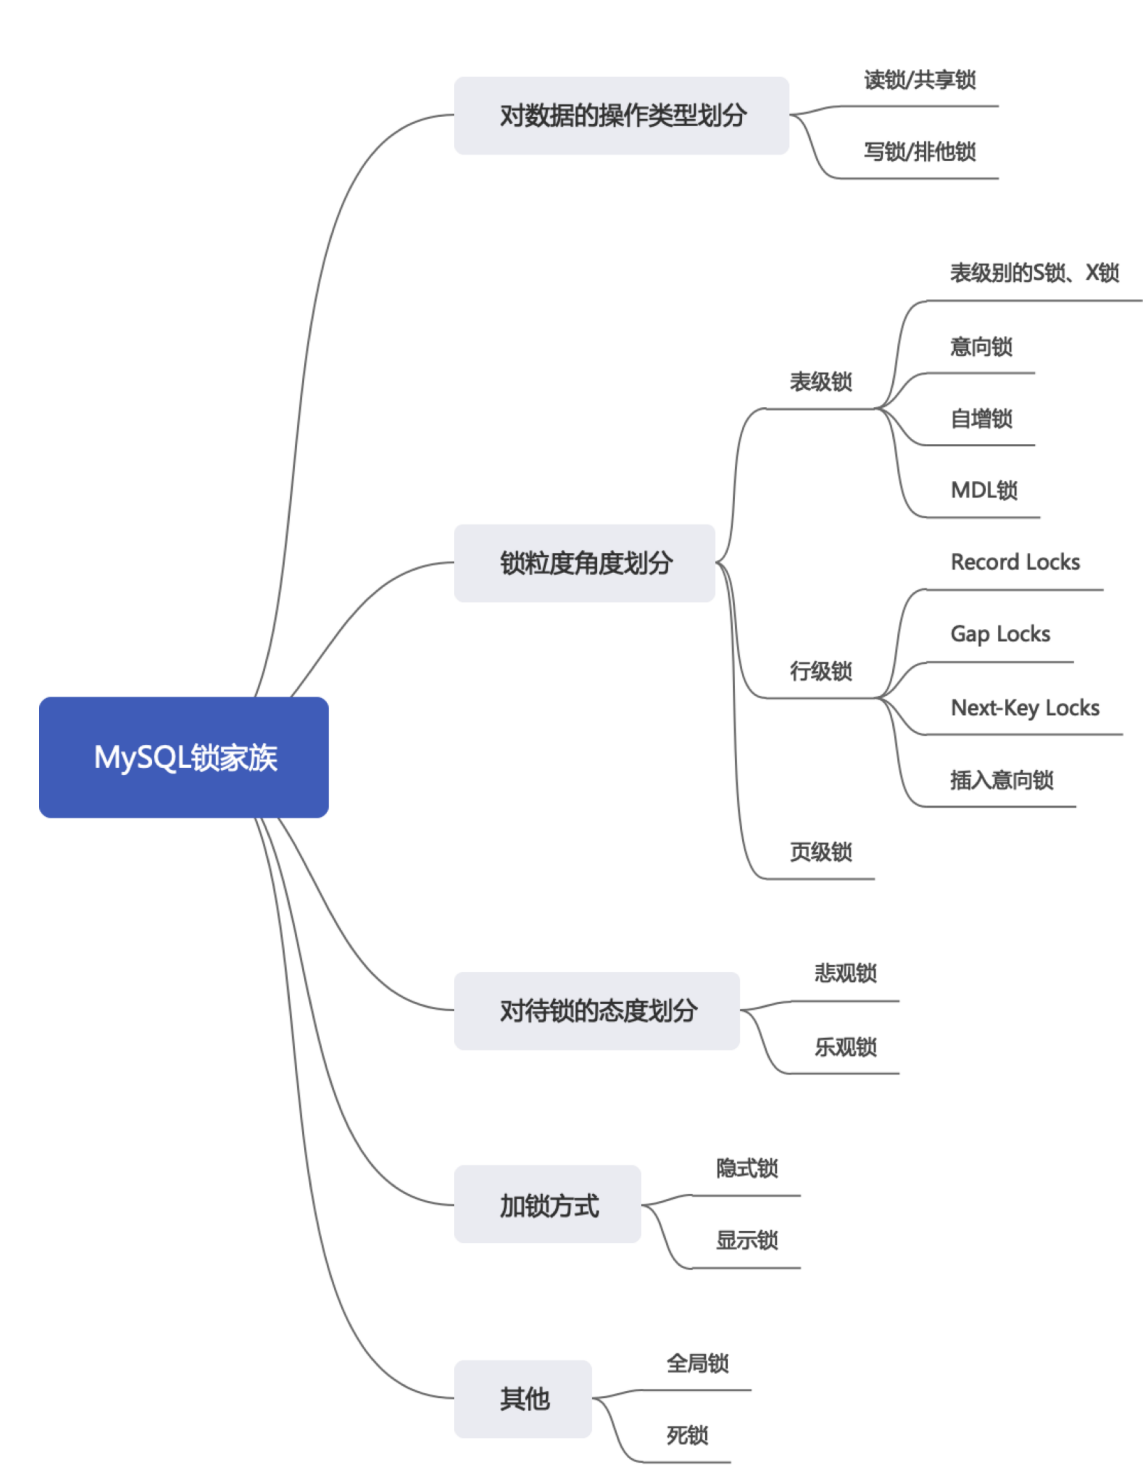 MySQL锁家族
对数据的操作类型划分
读锁/共享锁
写锁/排他锁
锁粒度角度划分
表级锁
表级别的S锁、X锁
意向锁
自增锁
MDL锁
行级锁
Record Locks
Gap Locks
Next-Key Locks
插入意向锁
页级锁
对待锁的态度划分
悲观锁
乐观锁
加锁方式
隐式锁
显示锁
其他
全局锁
死锁